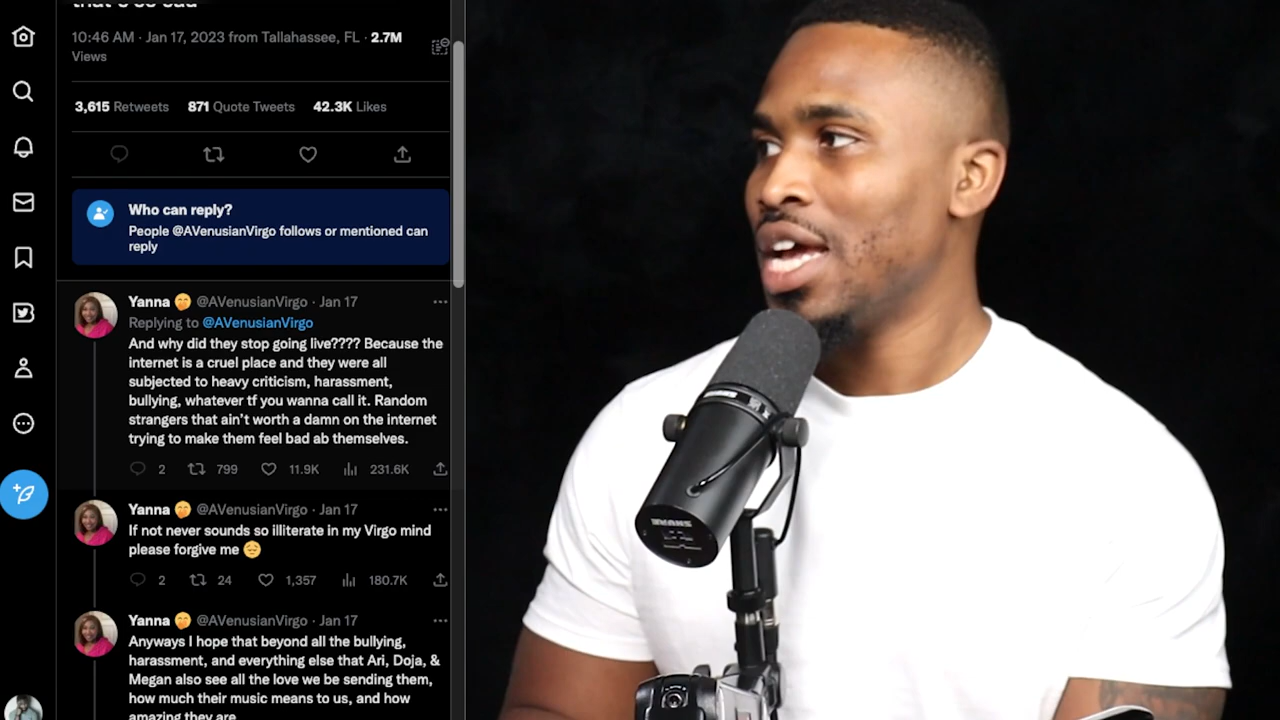 that's so sad
10:46 AM · Jan 17, 2023 from Tallahassee, FL · 2.7M
Views
3,615 Retweets 871 Quote Tweets 42.3K Likes
Who can reply?
People @AVenusianVirgo follows or mentioned can
reply
Yanna 🤭 @AVenusianVirgo · Jan 17
Replying to @AVenusianVirgo
And why did they stop going live???? Because the
internet is a cruel place and they were all
subjected to heavy criticism, harassment,
bullying, whatever tf you wanna call it. Random
strangers that ain't worth a damn on the internet
trying to make them feel bad ab themselves.
2 799 11.9K 231.6K
Yanna 🤭 @AVenusianVirgo · Jan 17
If not never sounds so illiterate in my Virgo mind
please forgive me 😔
2 24 1,357 180.7K
Yanna 🤭 @AVenusianVirgo · Jan 17
Anyways I hope that beyond all the bullying,
harassment, and everything else that Ari, Doja, &
Megan also see all the love we be sending them,
how much their music means to us, and how
amazing they are